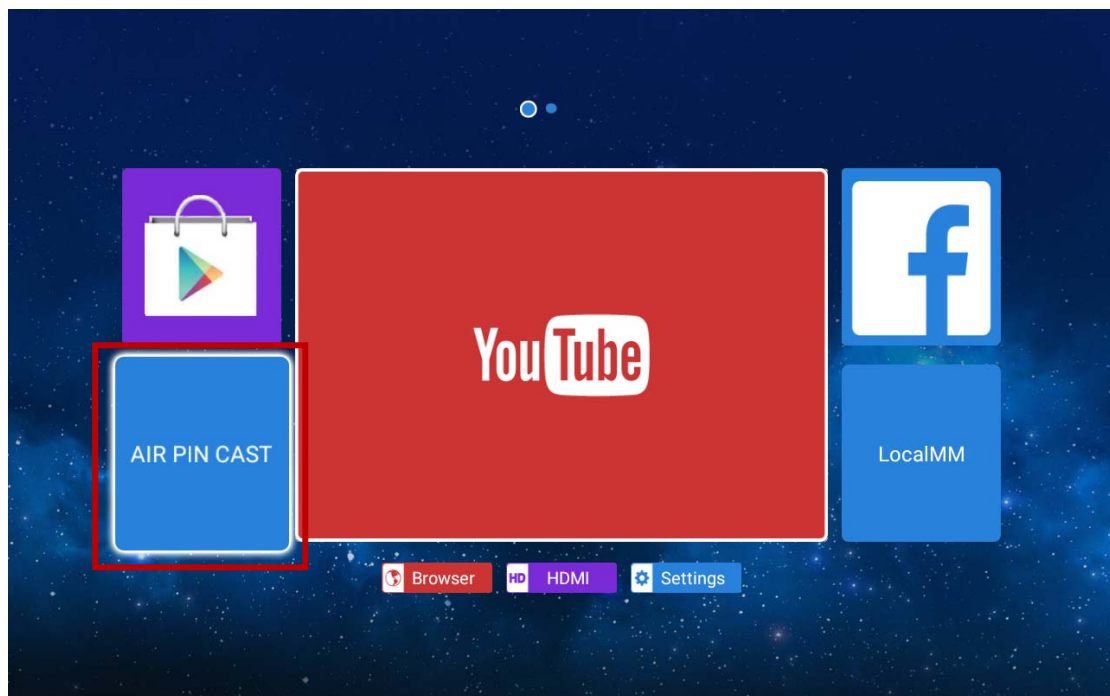 YouTube
AIR PIN CAST
LocalMM
Browser
HD HDMI
Settings